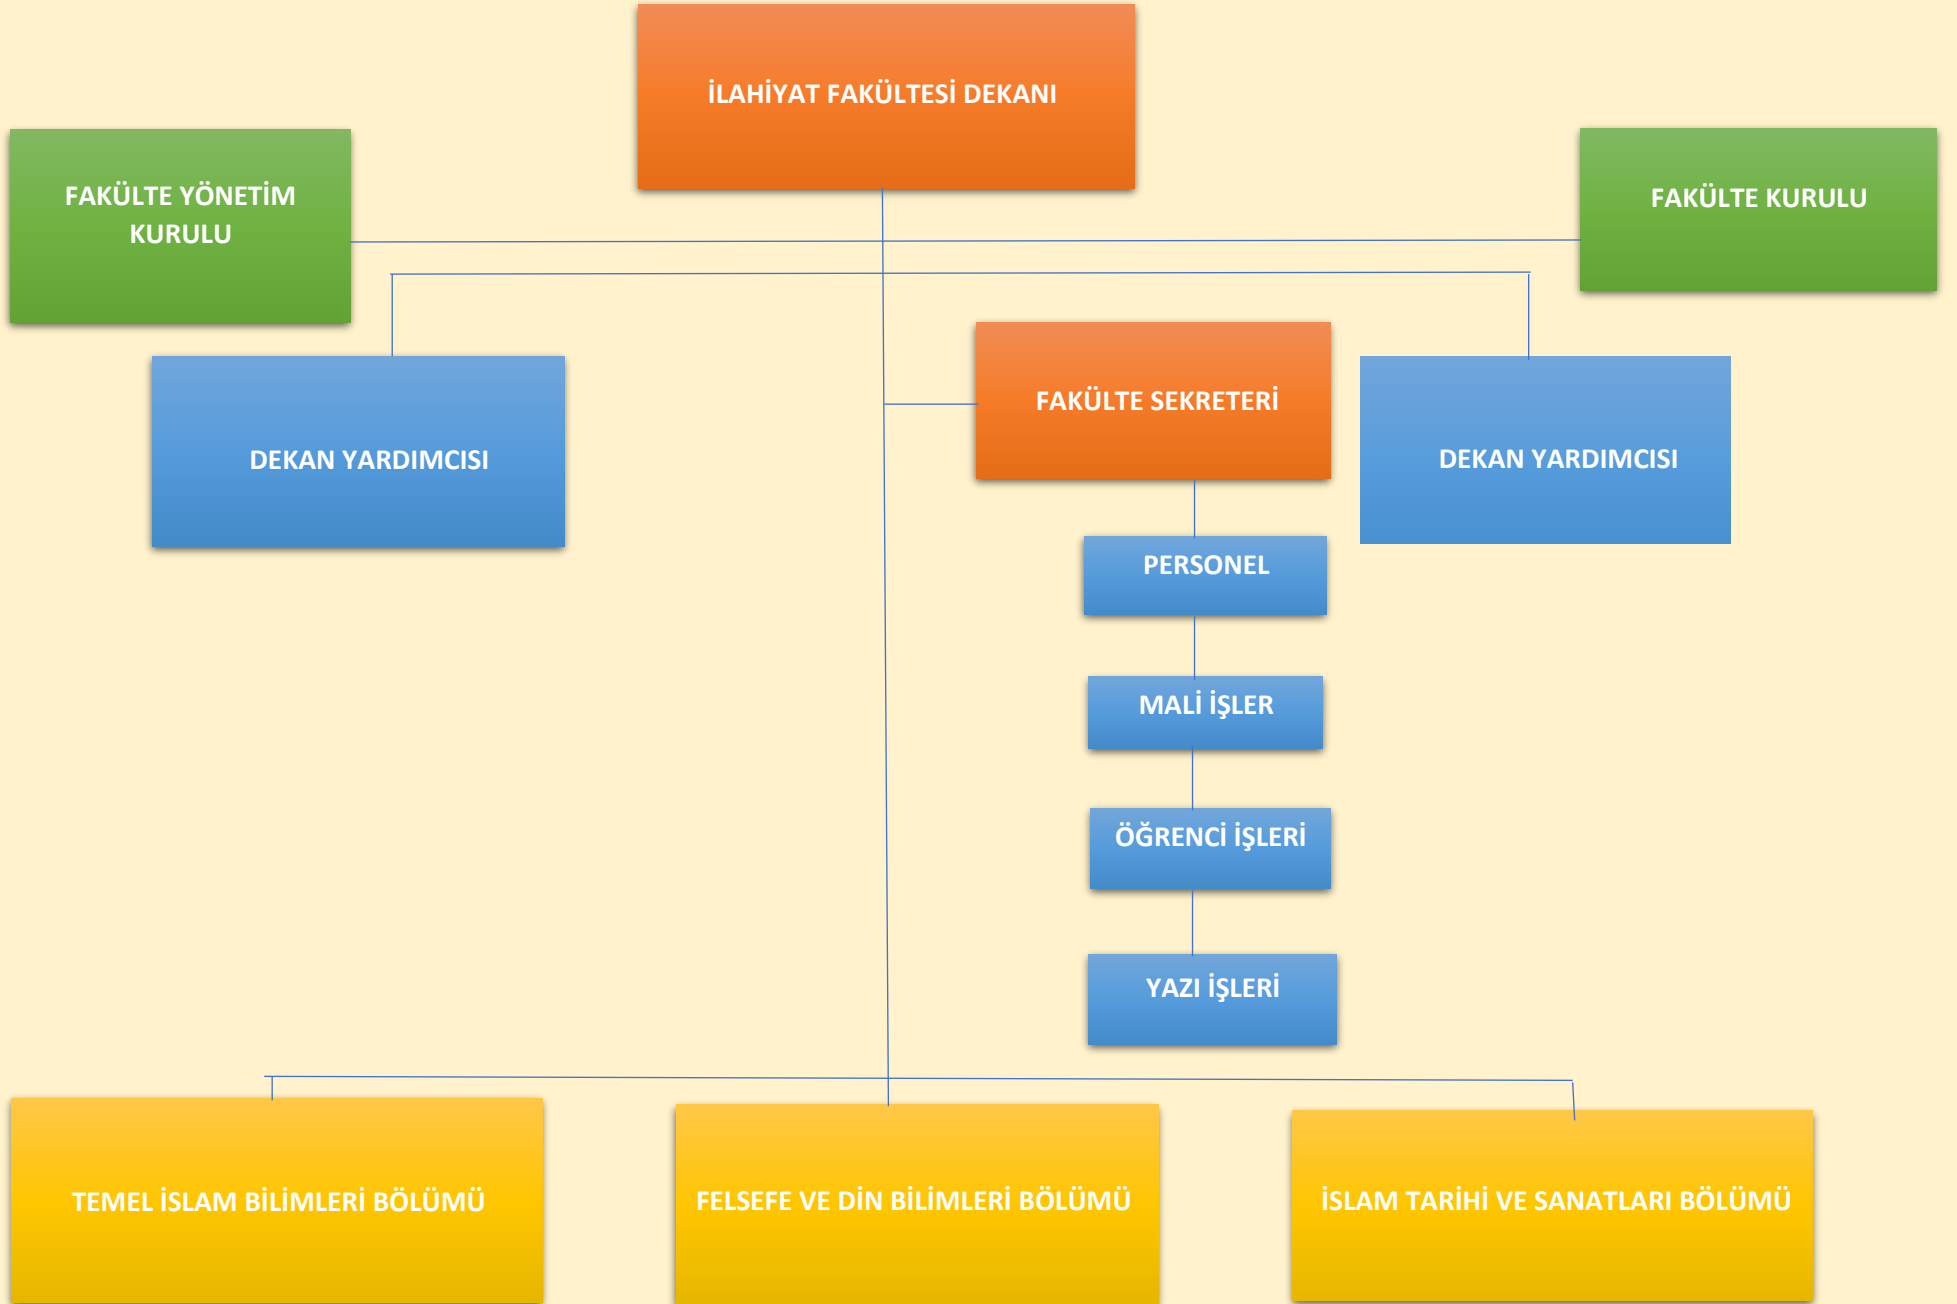 İLAHİYAT FAKÜLTESİ DEKANI
FAKÜLTE YÖNETİM
KURULU
FAKÜLTE KURULU
FAKÜLTE SEKRETERİ
DEKAN YARDIMCISI
DEKAN YARDIMCISI
PERSONEL
MALİ İŞLER
ÖĞRENCİ İŞLERİ
YAZI İŞLERİ
TEMEL İSLAM BİLİMLERİ BÖLÜMÜ
FELSEFE VE DİN BİLİMLERİ BÖLÜMÜ
İSLAM TARİHİ VE SANATLARI BÖLÜMÜ